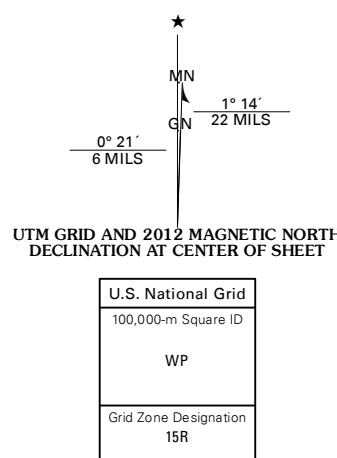 MN
1° 14´
22 MILS
GN
0° 21´
6 MILS
UTM GRID AND 2012 MAGNETIC NORTH
DECLINATION AT CENTER OF SHEET
U.S. National Grid
100,000-m Square ID
WP
Grid Zone Designation
15R